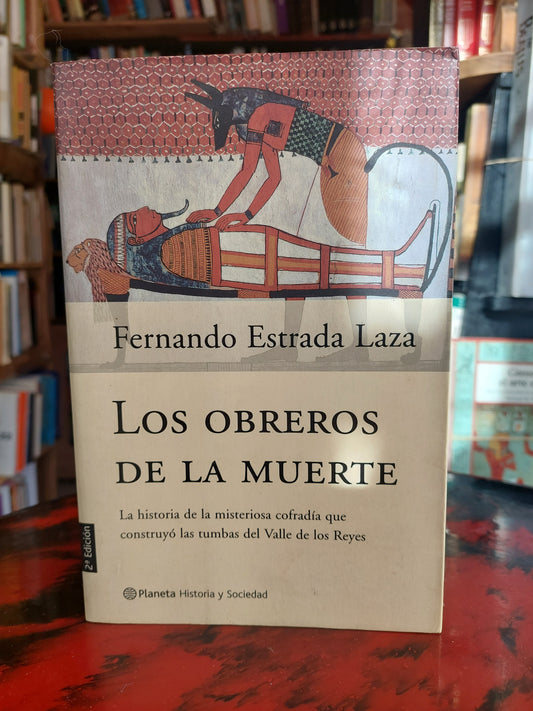 Fernando Estrada Laza
LOS OBREROS
DE LA MUERTE
La historia de la misteriosa cofradía que
construyó las tumbas del Valle de los Reyes
2ª Edición
Planeta Historia y Sociedad